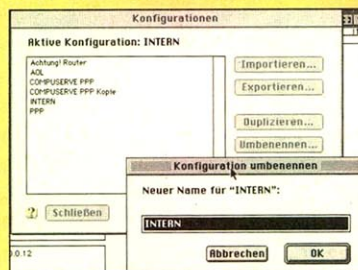 Konfigurationen
Aktive Konfiguration: INTERN
Achtung! Router
AOL
COMPUSERVE PPP
COMPUSERVE PPP Kopie
INTERN
PPP
Importieren...
Exportieren...
Duplizieren...
Umbenennen...
Schließen
Konfiguration umbenennen
Neuer Name für "INTERN":
INTERN
Abbrechen
OK
0.0.12